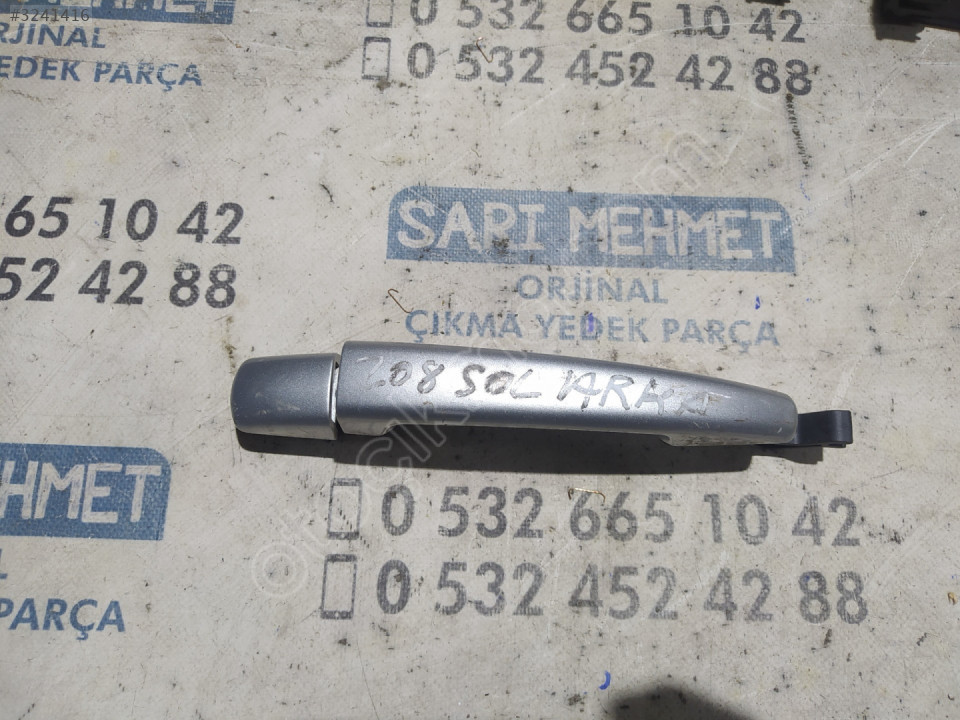 #3241416
0 532 665 10 42
ORJİNAL
YEDEK PARÇA
0 532 452 42 88
665 10 42
SARI MEHMET
452 42 88
ORJİNAL
ÇIKMA YEDEK PARÇA
208 SOL ARKA
MEHMET
0 532 665 10 42
0 532 452 42 88
PARÇA